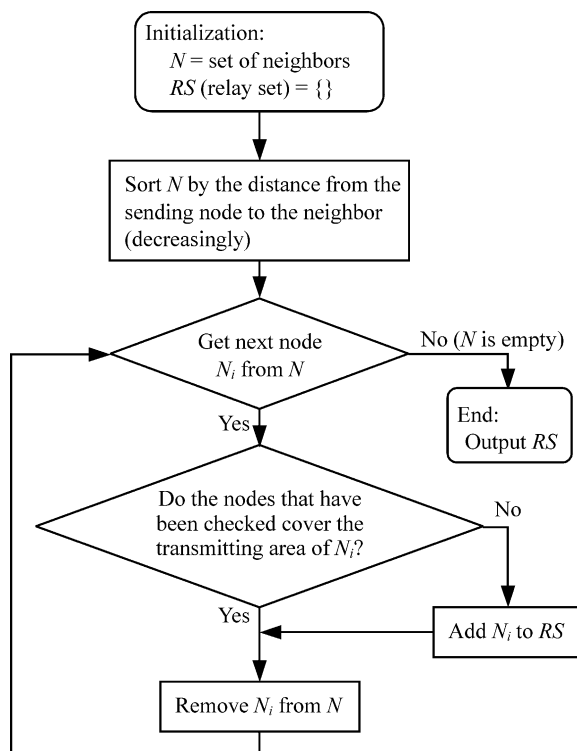 Initialization:
N = set of neighbors
RS (relay set) = {}
Sort N by the distance from the
sending node to the neighbor
(decreasingly)
Get next node
Ni from N
No (N is empty)
End:
Output RS
Yes
Do the nodes that have
been checked cover the
transmitting area of Ni?
No
Yes
Add Ni to RS
Remove Ni from N